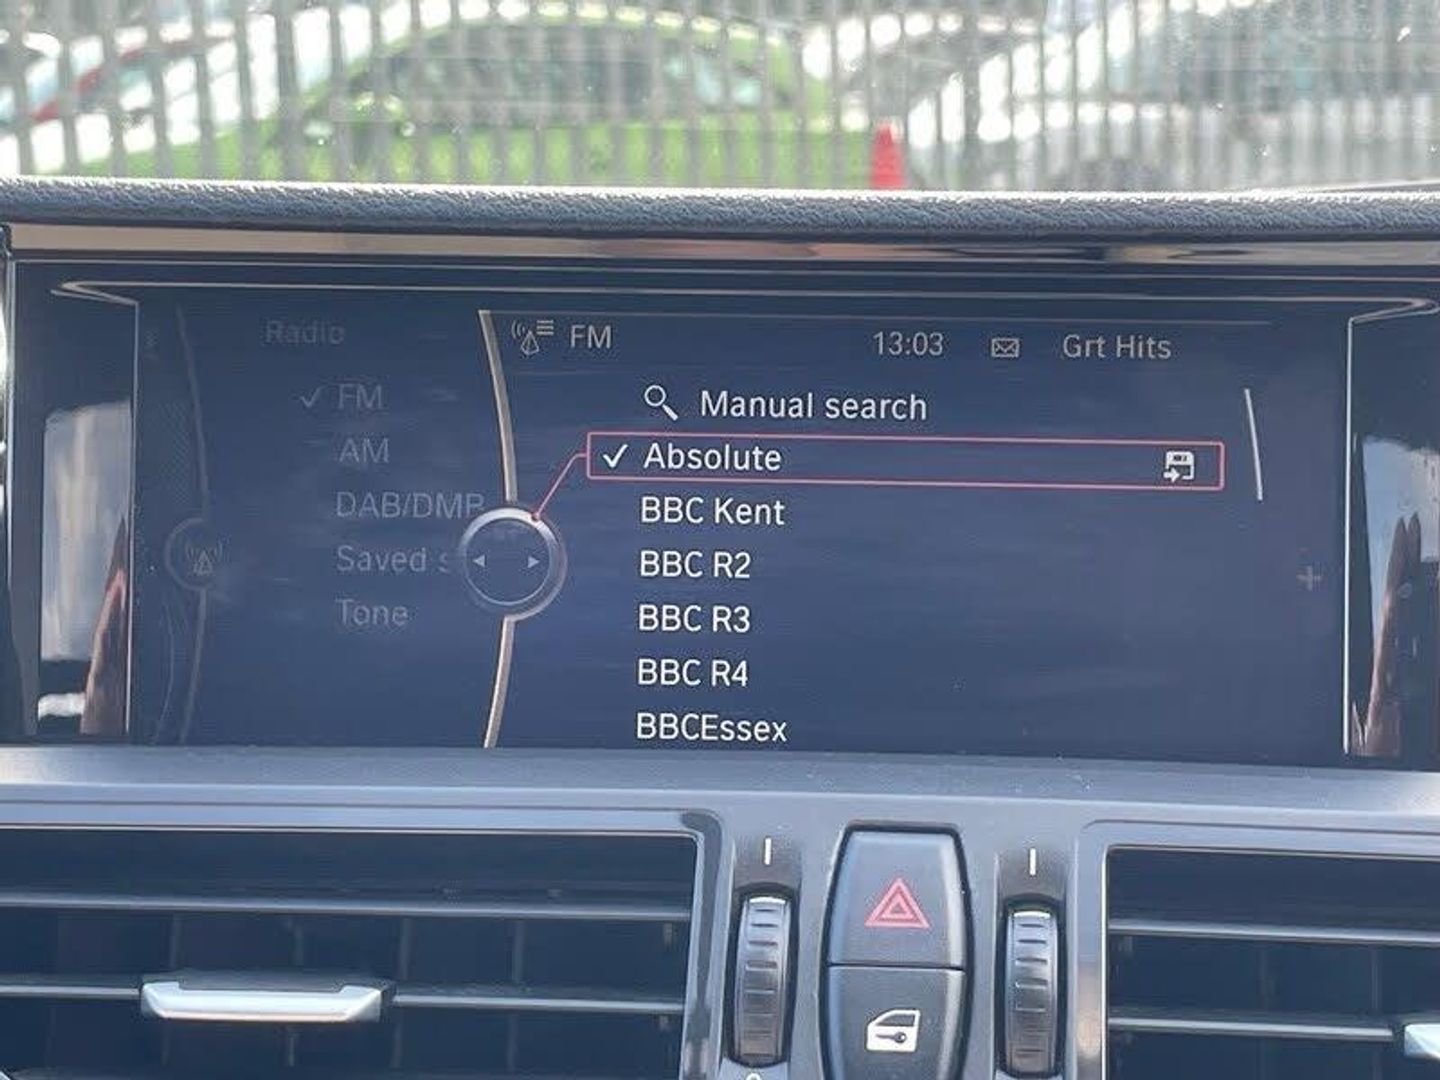 Radio
FM
AM
DAB/DMB
Saved s
Tone
FM
13:03
Grt Hits
Manual search
Absolute
BBC Kent
BBC R2
BBC R3
BBC R4
BBCEssex